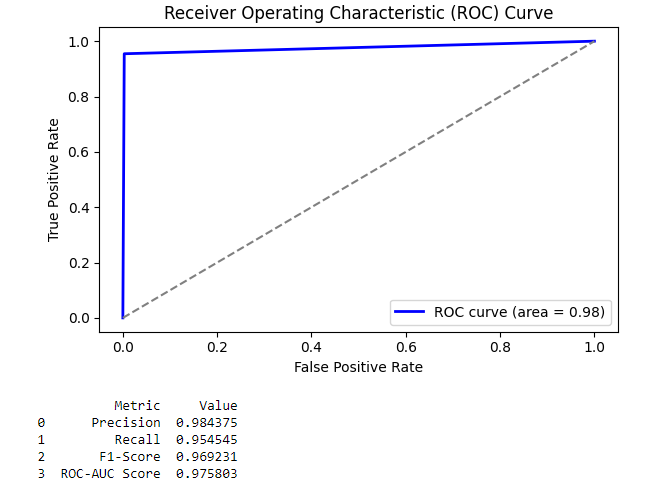 Receiver Operating Characteristic (ROC) Curve
1.0
0.8
0.6
0.4
0.2
0.0
True Positive Rate
ROC curve (area = 0.98)
0.0 0.2 0.4 0.6 0.8 1.0
False Positive Rate
Metric Value
0 Precision 0.984375
1 Recall 0.954545
2 F1-Score 0.969231
3 ROC-AUC Score 0.975803